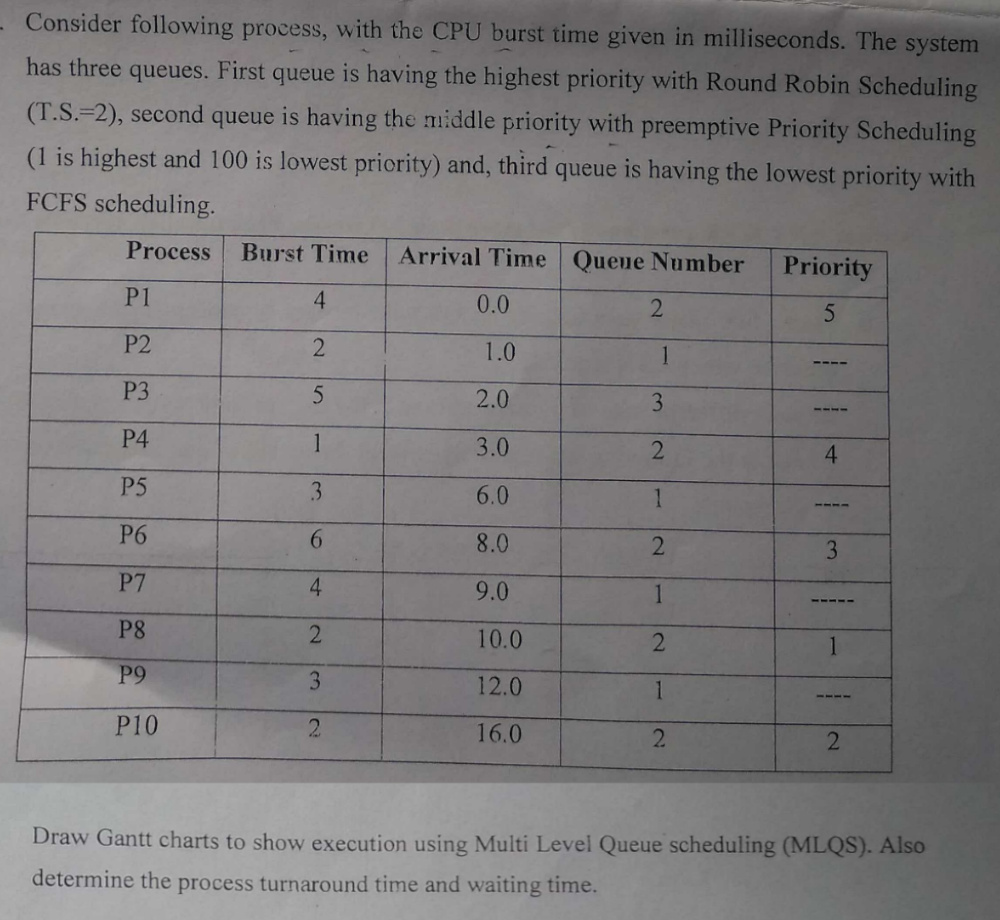 Consider following process, with the CPU burst time given in milliseconds. The system
has three queues. First queue is having the highest priority with Round Robin Scheduling
(T.S.=2), second queue is having the middle priority with preemptive Priority Scheduling
(1 is highest and 100 is lowest priority) and, third queue is having the lowest priority with
FCFS scheduling.
Process Burst Time Arrival Time Queue Number Priority
P1 4 0.0 2 5
P2 2 1.0 1 ----
P3 5 2.0 3 ----
P4 1 3.0 2 4
P5 3 6.0 1 ----
P6 6 8.0 2 3
P7 4 9.0 1 -----
P8 2 10.0 2 1
P9 3 12.0 1 ----
P10 2 16.0 2 2
Draw Gantt charts to show execution using Multi Level Queue scheduling (MLQS). Also
determine the process turnaround time and waiting time.